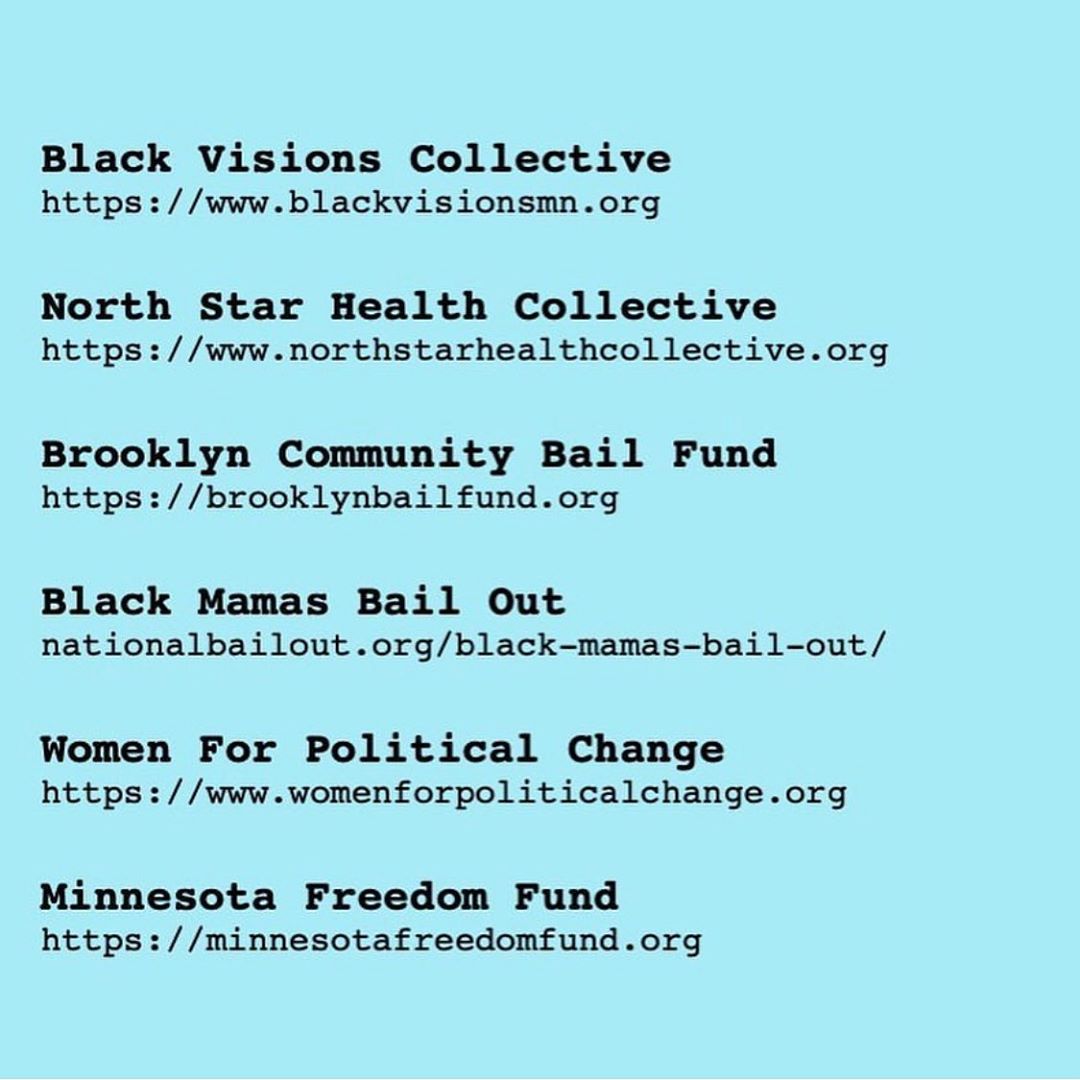 Black Visions Collective
https://www.blackvisionsmn.org
North Star Health Collective
https://www.northstarhealthcollective.org
Brooklyn Community Bail Fund
https://brooklynbailfund.org
Black Mamas Bail Out
nationalbailout.org/black-mamas-bail-out/
Women For Political Change
https://www.womenforpoliticalchange.org
Minnesota Freedom Fund
https://minnesotafreedomfund.org